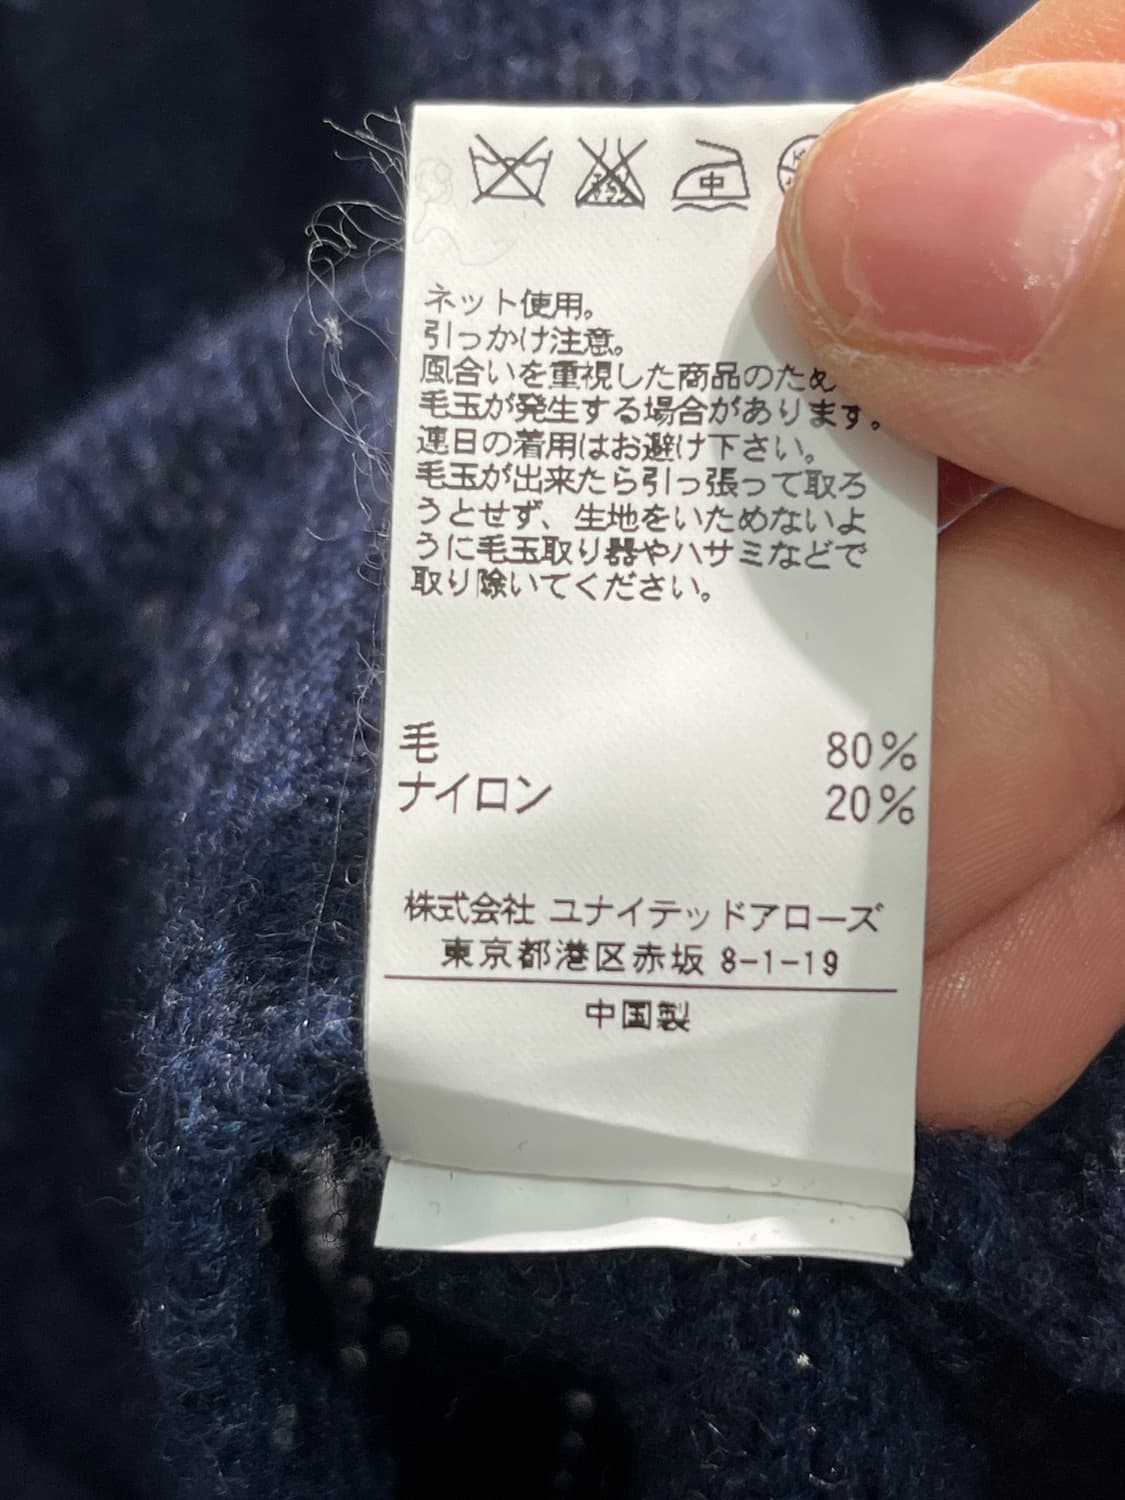 中
ネット使用。
引っかけ注意。
風合いを重視した商品のため
毛玉が発生する場合があります。
連日の着用はお避け下さい。
毛玉が出来たら引っ張って取ろ
うとせず、生地をいためないよ
うに毛玉取り器やハサミなどで
取り除いてください。
毛 80%
ナイロン 20%
株式会社 ユナイテッドアローズ
東京都港区赤坂 8-1-19
中国製